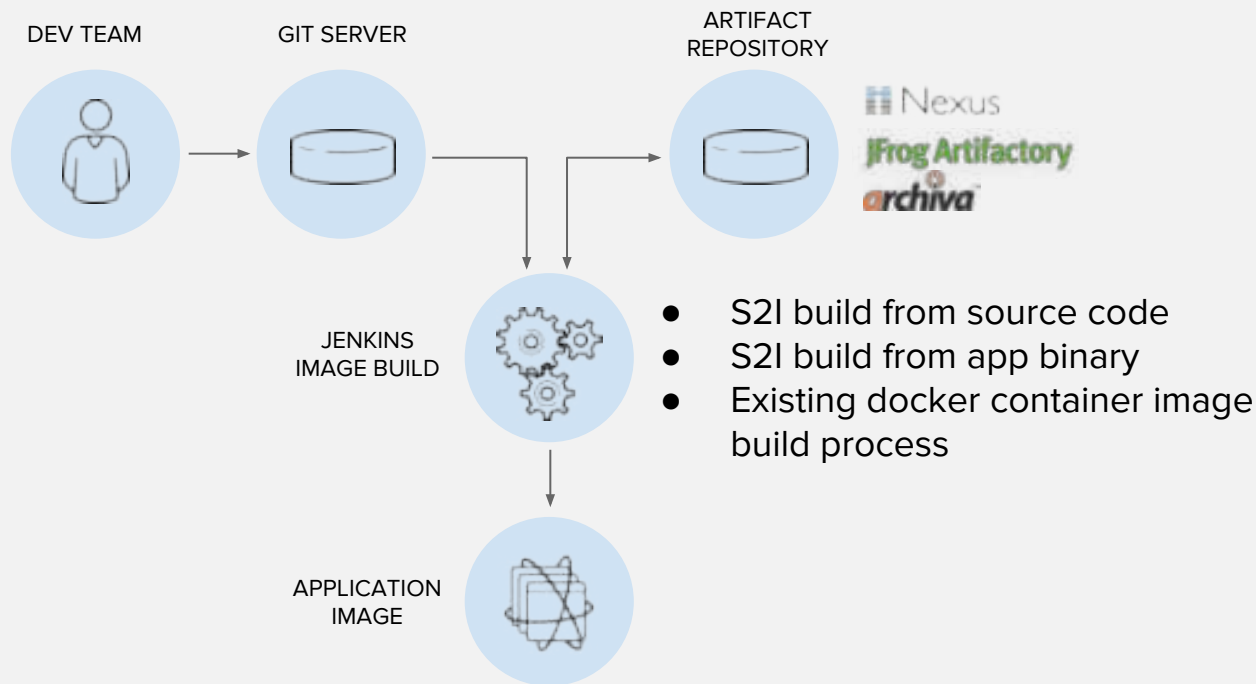 DEV TEAM
GIT SERVER
ARTIFACT
REPOSITORY
Nexus
jFrog Artifactory
archiva
JENKINS
IMAGE BUILD
● S2I build from source code
● S2I build from app binary
● Existing docker container image
build process
APPLICATION
IMAGE